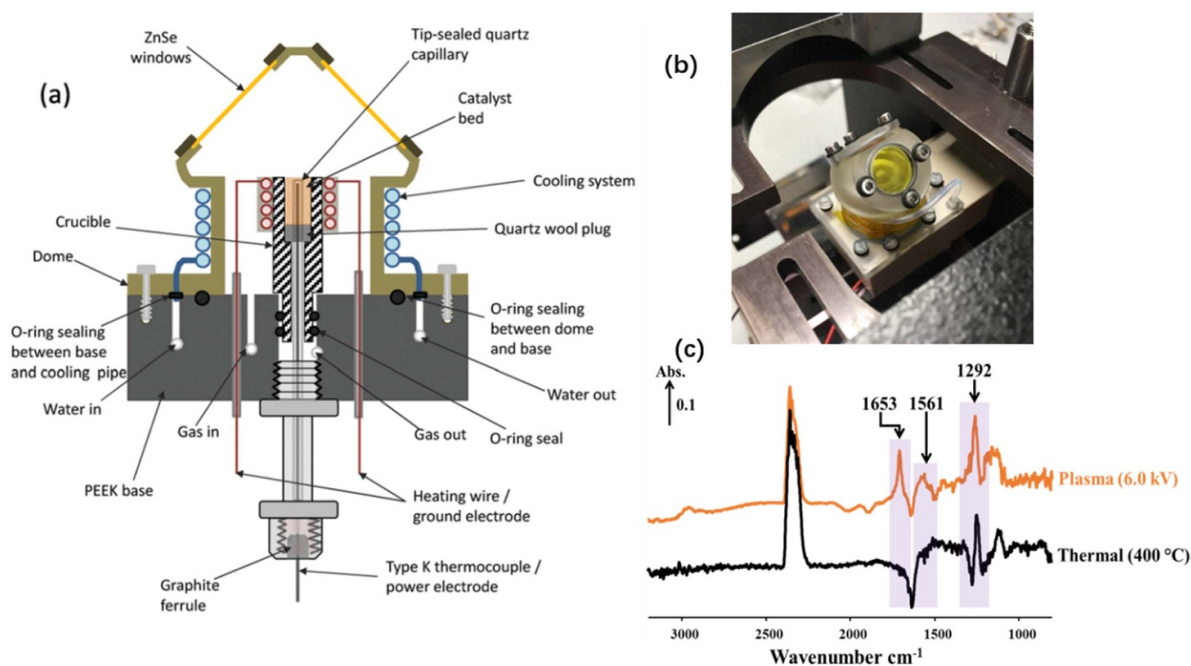 (a)
ZnSe
windows
Tip-sealed quartz
capillary
Catalyst
bed
Cooling system
Crucible
Quartz wool plug
Dome
O-ring sealing
between base
and cooling pipe
O-ring sealing
between dome
and base
Water in
Gas in
Gas out
Water out
O-ring seal
PEEK base
Heating wire /
ground electrode
Graphite
ferrule
Type K thermocouple /
power electrode
(b)
(c)
Abs.
0.1
1653
1561
1292
Plasma (6.0 kV)
Thermal (400 °C)
3000
2500
2000
1500
1000
Wavenumber cm-1